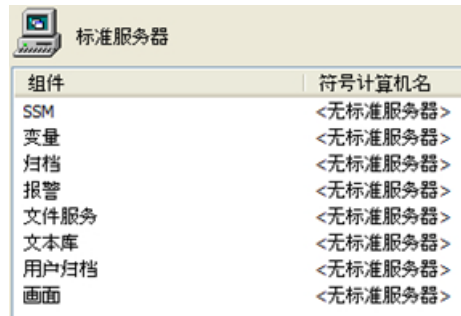 标准服务器
组件 符号计算机名
SSM <无标准服务器>
变量 <无标准服务器>
归档 <无标准服务器>
报警 <无标准服务器>
文件服务 <无标准服务器>
文本库 <无标准服务器>
用户归档 <无标准服务器>
画面 <无标准服务器>